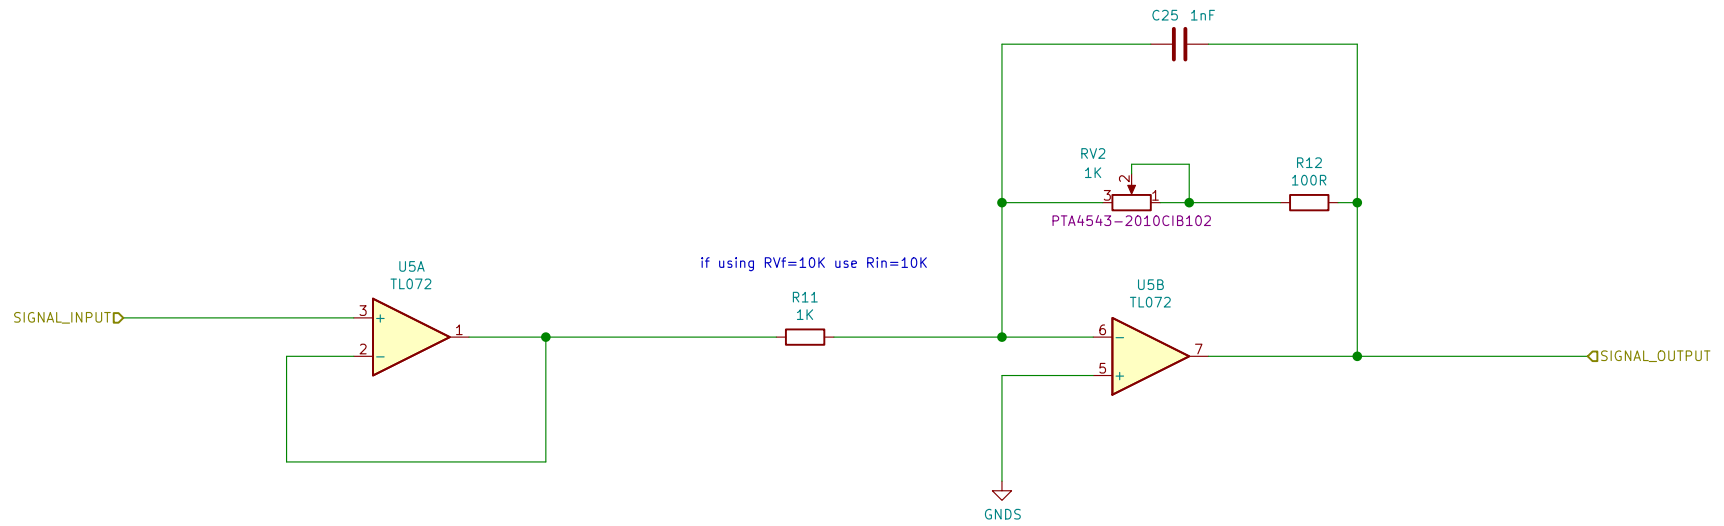 C25 1nF
RV2
1K
2
3
1
PTA4543-2010CIB102
R12
100R
if using RVf=10K use Rin=10K
U5A
TL072
SIGNAL_INPUT
3
+
2
−
1
R11
1K
U5B
TL072
6
−
5
+
7
SIGNAL_OUTPUT
GNDS